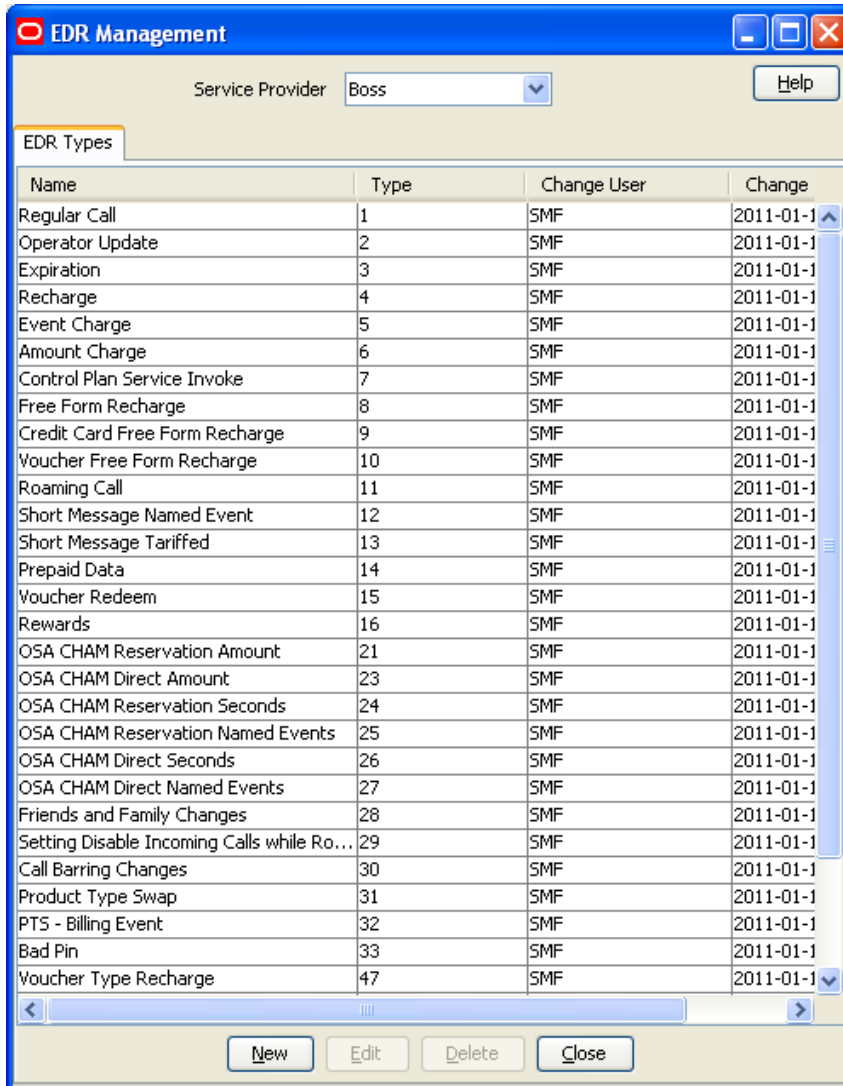 EDR Management
Service Provider Boss Help
EDR Types
Name Type Change User Change
Regular Call 1 SMF 2011-01-1
Operator Update 2 SMF 2011-01-1
Expiration 3 SMF 2011-01-1
Recharge 4 SMF 2011-01-1
Event Charge 5 SMF 2011-01-1
Amount Charge 6 SMF 2011-01-1
Control Plan Service Invoke 7 SMF 2011-01-1
Free Form Recharge 8 SMF 2011-01-1
Credit Card Free Form Recharge 9 SMF 2011-01-1
Voucher Free Form Recharge 10 SMF 2011-01-1
Roaming Call 11 SMF 2011-01-1
Short Message Named Event 12 SMF 2011-01-1
Short Message Tariffed 13 SMF 2011-01-1
Prepaid Data 14 SMF 2011-01-1
Voucher Redeem 15 SMF 2011-01-1
Rewards 16 SMF 2011-01-1
OSA CHAM Reservation Amount 21 SMF 2011-01-1
OSA CHAM Direct Amount 23 SMF 2011-01-1
OSA CHAM Reservation Seconds 24 SMF 2011-01-1
OSA CHAM Reservation Named Events 25 SMF 2011-01-1
OSA CHAM Direct Seconds 26 SMF 2011-01-1
OSA CHAM Direct Named Events 27 SMF 2011-01-1
Friends and Family Changes 28 SMF 2011-01-1
Setting Disable Incoming Calls while Ro... 29 SMF 2011-01-1
Call Barring Changes 30 SMF 2011-01-1
Product Type Swap 31 SMF 2011-01-1
PTS - Billing Event 32 SMF 2011-01-1
Bad Pin 33 SMF 2011-01-1
Voucher Type Recharge 47 SMF 2011-01-1
New Edit Delete Close